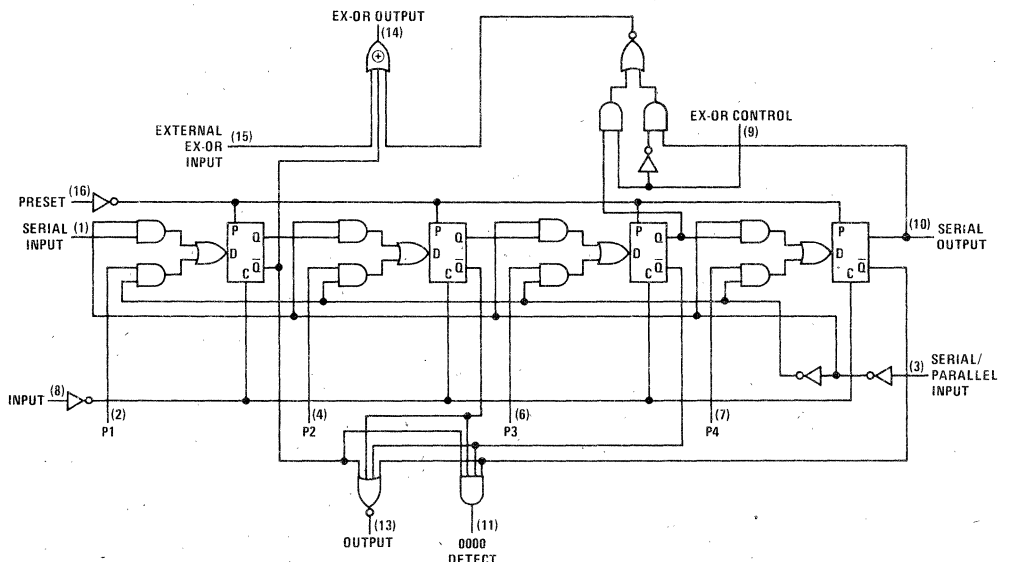 EX-OR OUTPUT
(14)
EX-OR CONTROL
(9)
EXTERNAL
EX-OR
INPUT
(15)
PRESET
(16)
SERIAL
INPUT
(1)
P
Q
D
Q
C
P
Q
D
Q
C
P
Q
D
Q
C
P
D
C
(10)
SERIAL
OUTPUT
(3)
SERIAL/
PARALLEL
INPUT
INPUT
(8)
(2)
P1
(4)
P2
(6)
P3
(7)
P4
(13)
OUTPUT
(11)
0000
DETECT